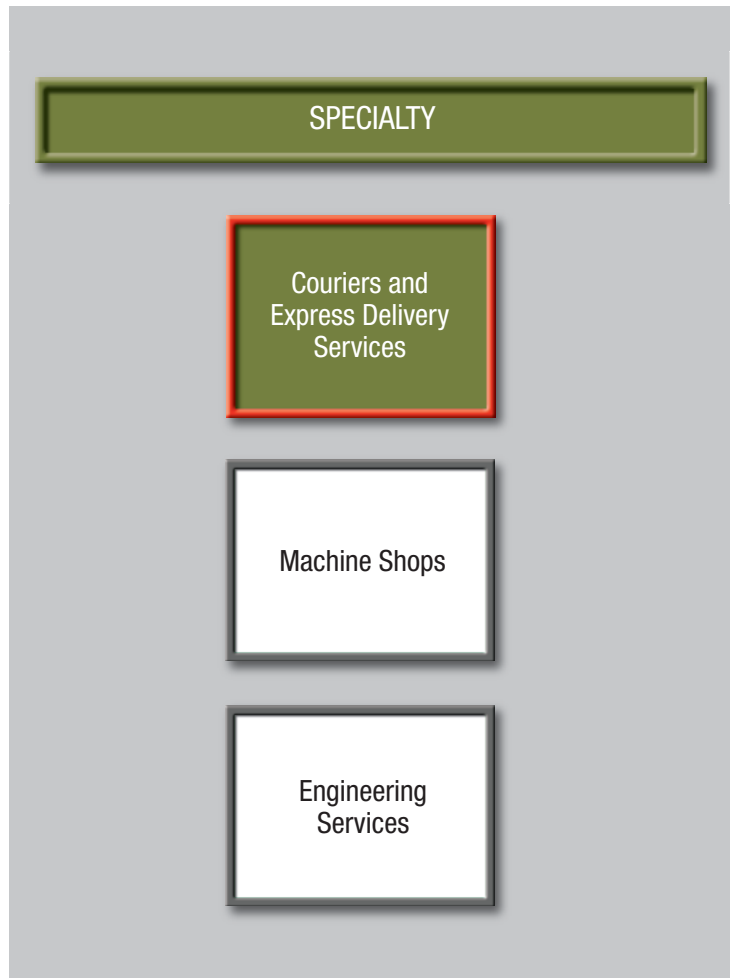 SPECIALTY
Couriers and
Express Delivery
Services
Machine Shops
Engineering
Services